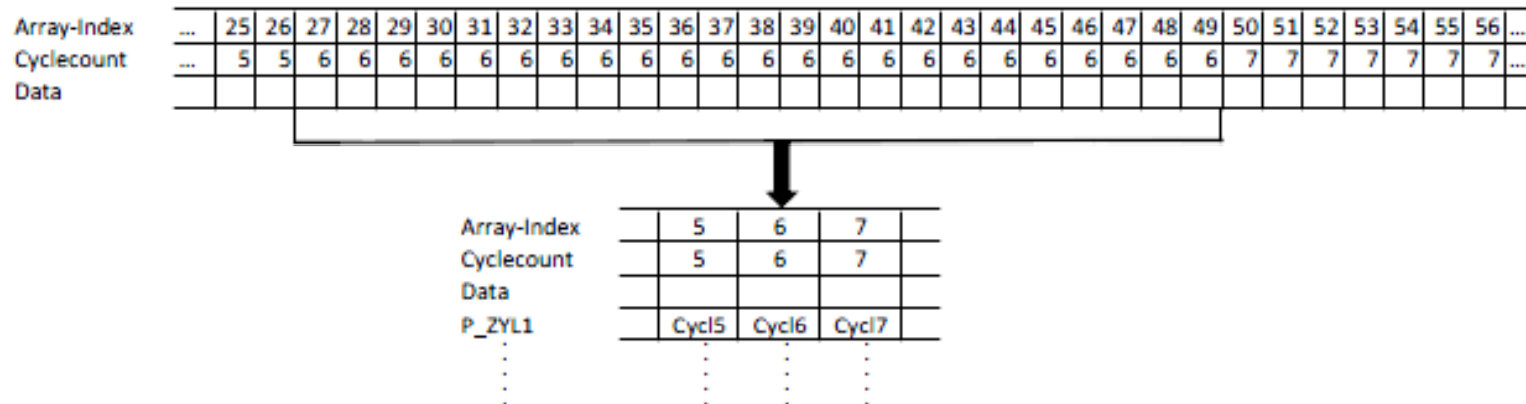 Array-Index ... 25 26 27 28 29 30 31 32 33 34 35 36 37 38 39 40 41 42 43 44 45 46 47 48 49 50 51 52 53 54 55 56 ...
Cyclecount ... 5 5 6 6 6 6 6 6 6 6 6 6 6 6 6 6 6 6 6 6 6 6 6 6 6 7 7 7 7 7 7 7 ...
Data
Array-Index 5 6 7
Cyclecount 5 6 7
Data
P_ZYL1 Cycl5 Cycl6 Cycl7